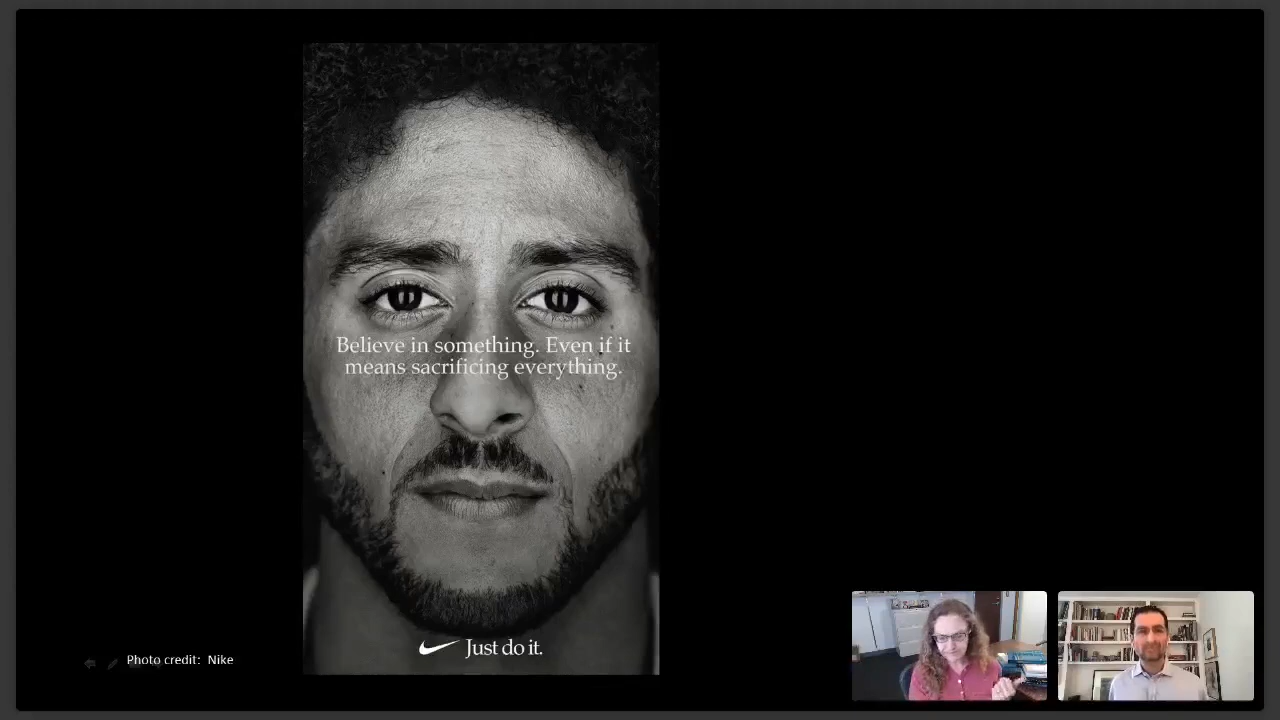 Believe in something. Even if it
means sacrificing everything.
Just do it.
Photo credit: Nike